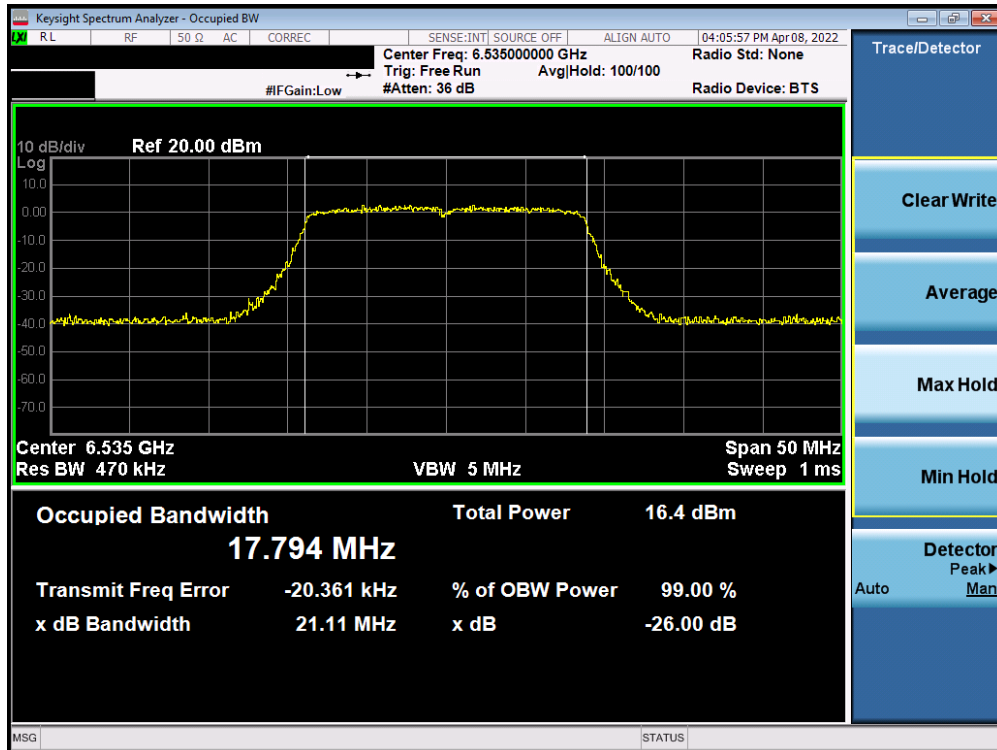 Keysight Spectrum Analyzer - Occupied BW
LXI RL RF 50 Ω AC CORREC SENSE:INT SOURCE OFF ALIGN AUTO 04:05:57 PM Apr 08, 2022
Center Freq: 6.535000000 GHz Radio Std: None
Trig: Free Run Avg|Hold: 100/100
#IFGain:Low #Atten: 36 dB Radio Device: BTS
Trace/Detector
10 dB/div Ref 20.00 dBm
Log
10.0
0.00
-10.0
-20.0
-30.0
-40.0
-50.0
-60.0
-70.0
Center 6.535 GHz Span 50 MHz
Res BW 470 kHz VBW 5 MHz Sweep 1 ms
Occupied Bandwidth Total Power 16.4 dBm
17.794 MHz
Transmit Freq Error -20.361 kHz % of OBW Power 99.00 %
x dB Bandwidth 21.11 MHz x dB -26.00 dB
Clear Write
Average
Max Hold
Min Hold
Detector
Peak▶
Auto Man
MSG STATUS